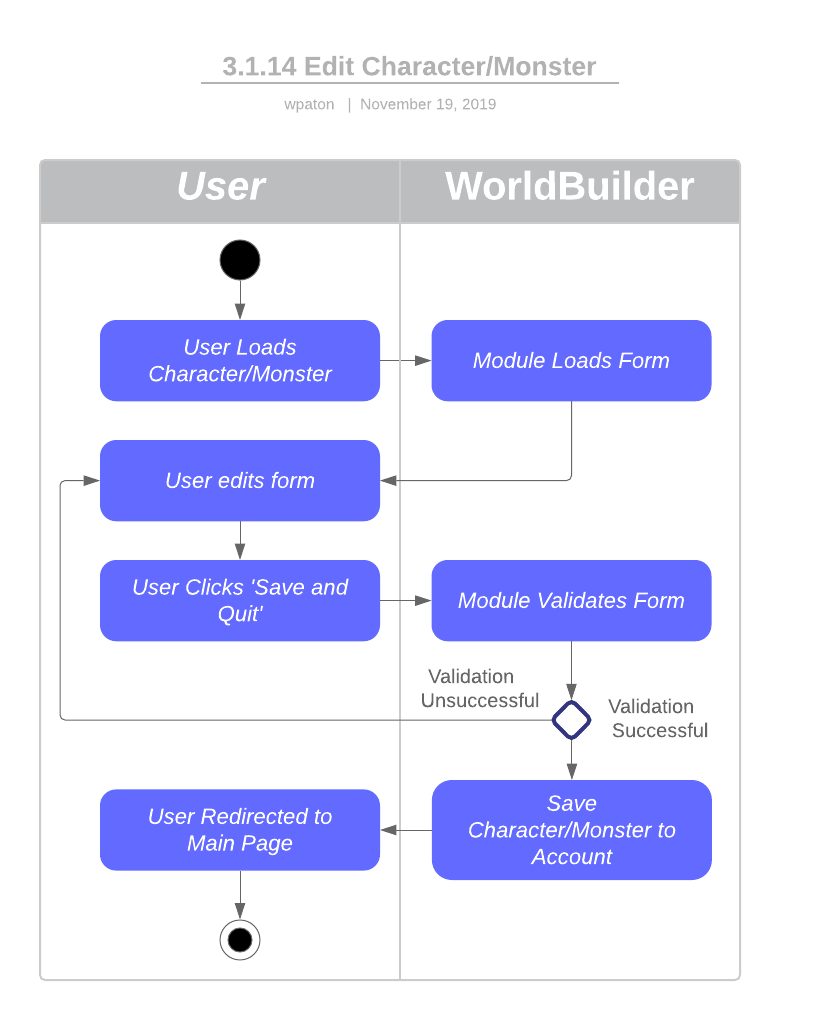 3.1.14 Edit Character/Monster
wpaton | November 19, 2019
User
WorldBuilder
User Loads
Character/Monster
Module Loads Form
User edits form
User Clicks 'Save and
Quit'
Module Validates Form
Validation
Unsuccessful
Validation
Successful
User Redirected to
Main Page
Save
Character/Monster to
Account